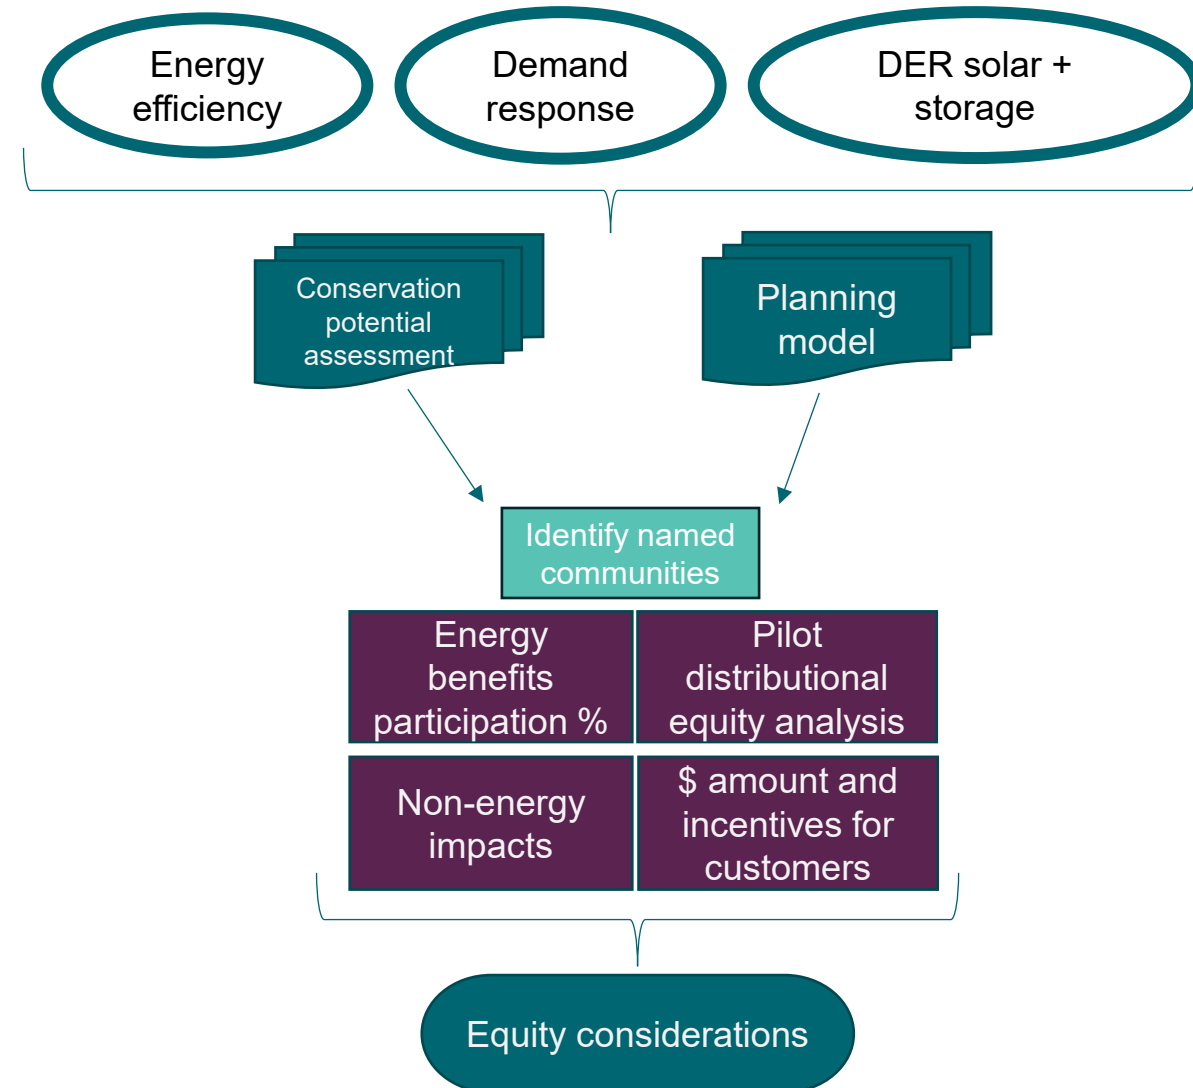 Energy
efficiency
Demand
response
DER solar +
storage
Conservation
potential
assessment
Planning
model
Identify named
communities
Energy
benefits
participation %
Pilot
distributional
equity analysis
Non-energy
impacts
$ amount and
incentives for
customers
Equity considerations